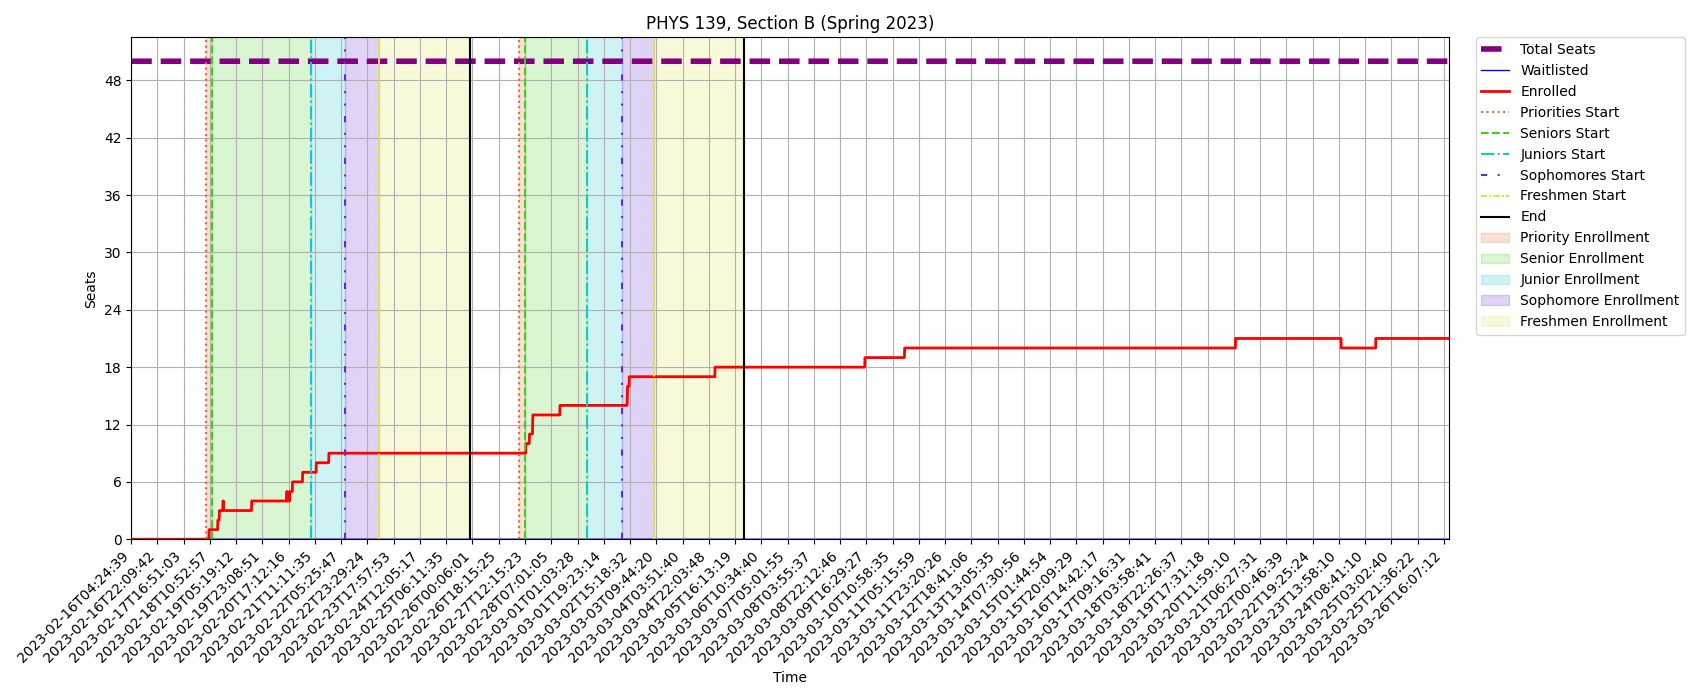 PHYS 139, Section B (Spring 2023)
Seats
48
42
36
30
24
18
12
6
0
2023-02-16T04:24:39
2023-02-16T22:09:42
2023-02-17T16:51:03
2023-02-18T10:52:57
2023-02-19T05:19:12
2023-02-19T23:08:51
2023-02-20T17:12:16
2023-02-21T11:11:35
2023-02-22T05:25:47
2023-02-22T23:29:24
2023-02-23T17:57:53
2023-02-24T12:05:17
2023-02-25T06:11:35
2023-02-26T00:06:01
2023-02-26T18:15:25
2023-02-27T12:15:23
2023-02-28T07:01:05
2023-03-01T01:03:28
2023-03-01T19:23:14
2023-03-02T15:18:32
2023-03-03T09:44:20
2023-03-04T03:51:40
2023-03-04T22:03:48
2023-03-05T16:13:19
2023-03-06T10:34:40
2023-03-07T05:01:55
2023-03-08T03:55:37
2023-03-08T22:12:46
2023-03-09T16:29:27
2023-03-10T10:58:35
2023-03-11T05:15:59
2023-03-11T23:20:26
2023-03-12T18:41:06
2023-03-13T13:05:35
2023-03-14T07:30:56
2023-03-15T01:44:54
2023-03-15T20:09:29
2023-03-16T14:42:17
2023-03-17T09:16:31
2023-03-18T03:58:41
2023-03-18T22:26:37
2023-03-19T17:31:18
2023-03-20T11:59:10
2023-03-21T06:27:31
2023-03-22T00:46:39
2023-03-22T19:25:24
2023-03-23T13:58:10
2023-03-24T08:41:10
2023-03-25T03:02:40
2023-03-25T21:36:22
2023-03-26T16:07:12
Time
Total Seats
Waitlisted
Enrolled
Priorities Start
Seniors Start
Juniors Start
Sophomores Start
Freshmen Start
End
Priority Enrollment
Senior Enrollment
Junior Enrollment
Sophomore Enrollment
Freshmen Enrollment